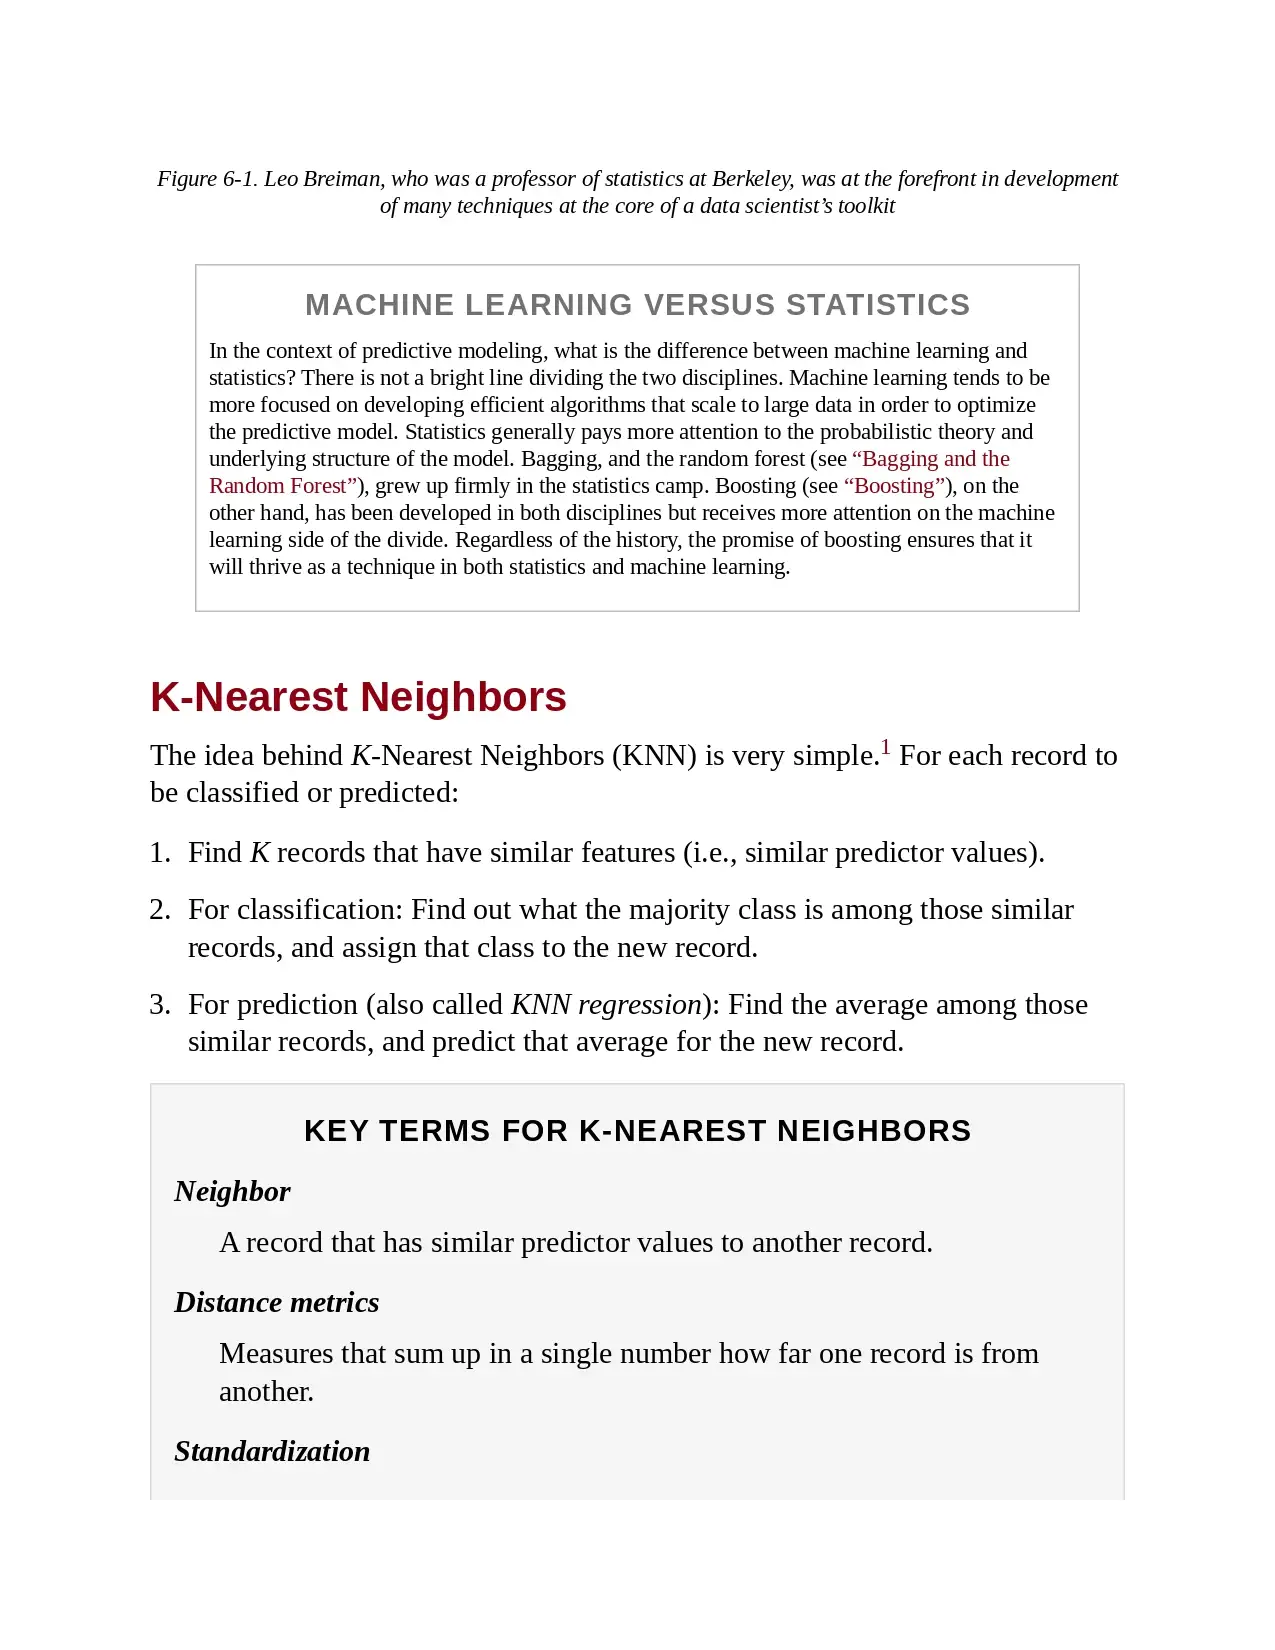 Figure 6-1. Leo Breiman, who was a professor of statistics at Berkeley, was at the forefront in development
of many techniques at the core of a data scientist’s toolkit
MACHINE LEARNING VERSUS STATISTICS
In the context of predictive modeling, what is the difference between machine learning and
statistics? There is not a bright line dividing the two disciplines. Machine learning tends to be
more focused on developing efficient algorithms that scale to large data in order to optimize
the predictive model. Statistics generally pays more attention to the probabilistic theory and
underlying structure of the model. Bagging, and the random forest (see “Bagging and the
Random Forest”), grew up firmly in the statistics camp. Boosting (see “Boosting”), on the
other hand, has been developed in both disciplines but receives more attention on the machine
learning side of the divide. Regardless of the history, the promise of boosting ensures that it
will thrive as a technique in both statistics and machine learning.
K-Nearest Neighbors
The idea behind K-Nearest Neighbors (KNN) is very simple.1 For each record to
be classified or predicted:
1. Find K records that have similar features (i.e., similar predictor values).
2. For classification: Find out what the majority class is among those similar
records, and assign that class to the new record.
3. For prediction (also called KNN regression): Find the average among those
similar records, and predict that average for the new record.
KEY TERMS FOR K-NEAREST NEIGHBORS
Neighbor
A record that has similar predictor values to another record.
Distance metrics
Measures that sum up in a single number how far one record is from
another.
Standardization